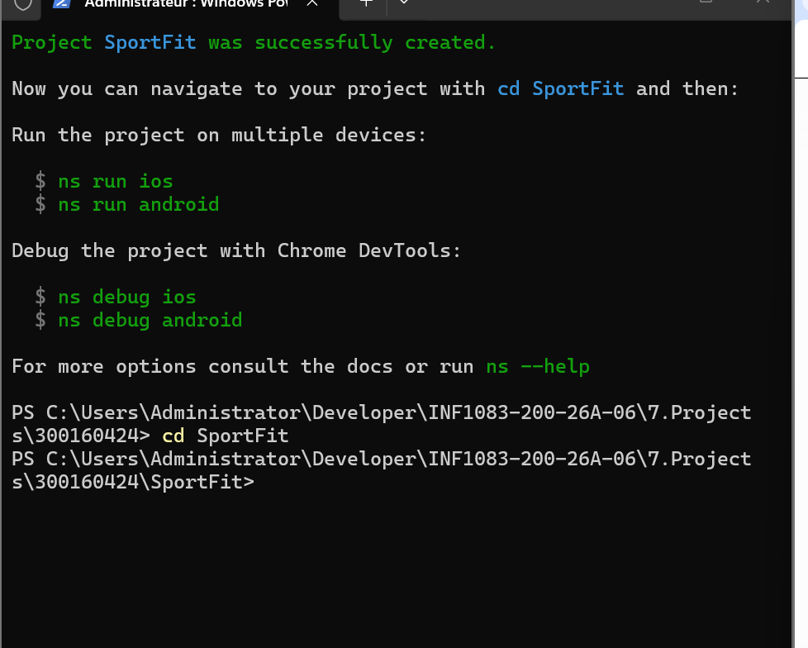 Administrateur : Windows Po
Project SportFit was successfully created.
Now you can navigate to your project with cd SportFit and then:
Run the project on multiple devices:
$ ns run ios
$ ns run android
Debug the project with Chrome DevTools:
$ ns debug ios
$ ns debug android
For more options consult the docs or run ns --help
PS C:\Users\Administrator\Developer\INF1083-200-26A-06\7.Project
s\300160424> cd SportFit
PS C:\Users\Administrator\Developer\INF1083-200-26A-06\7.Project
s\300160424\SportFit>